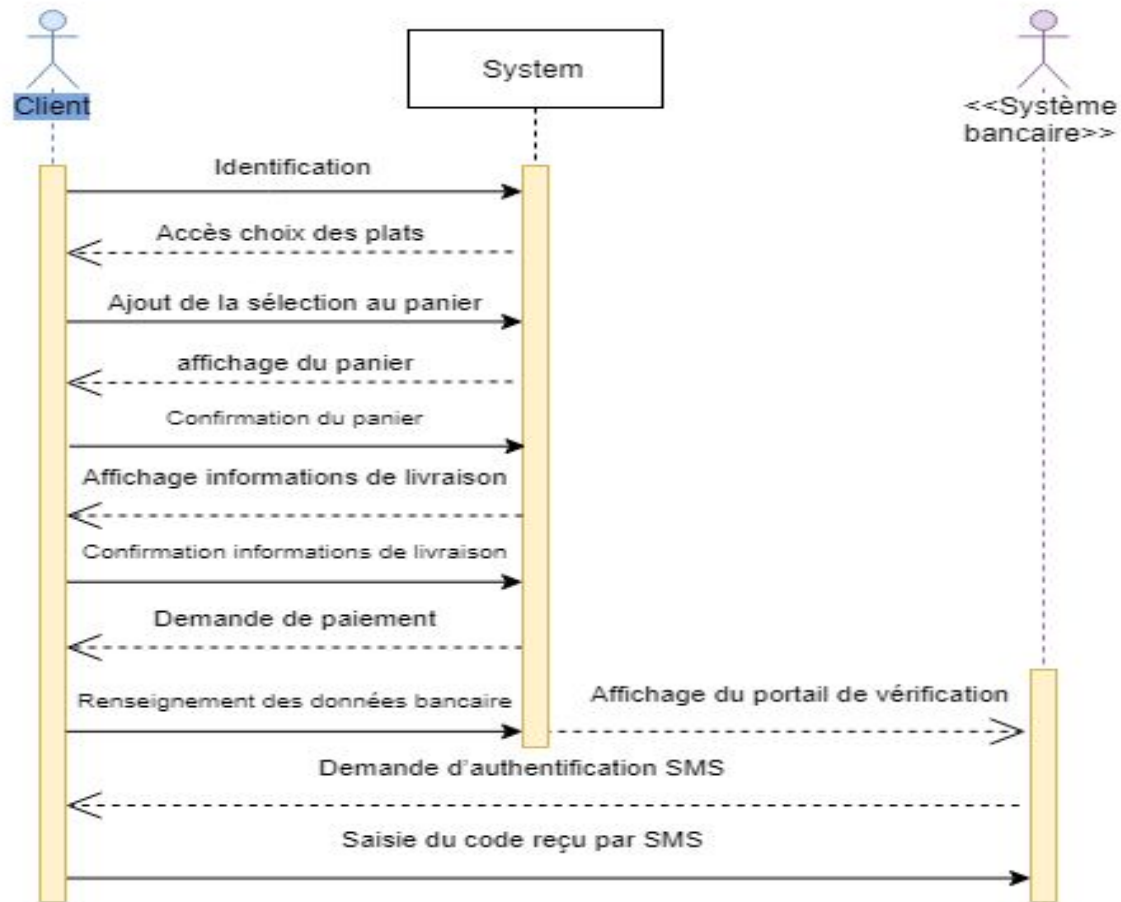 Client
System
<<Système
bancaire>>
Identification
Accès choix des plats
Ajout de la sélection au panier
affichage du panier
Confirmation du panier
Affichage informations de livraison
Confirmation informations de livraison
Demande de paiement
Renseignement des données bancaire
Affichage du portail de vérification
Demande d'authentification SMS
Saisie du code reçu par SMS